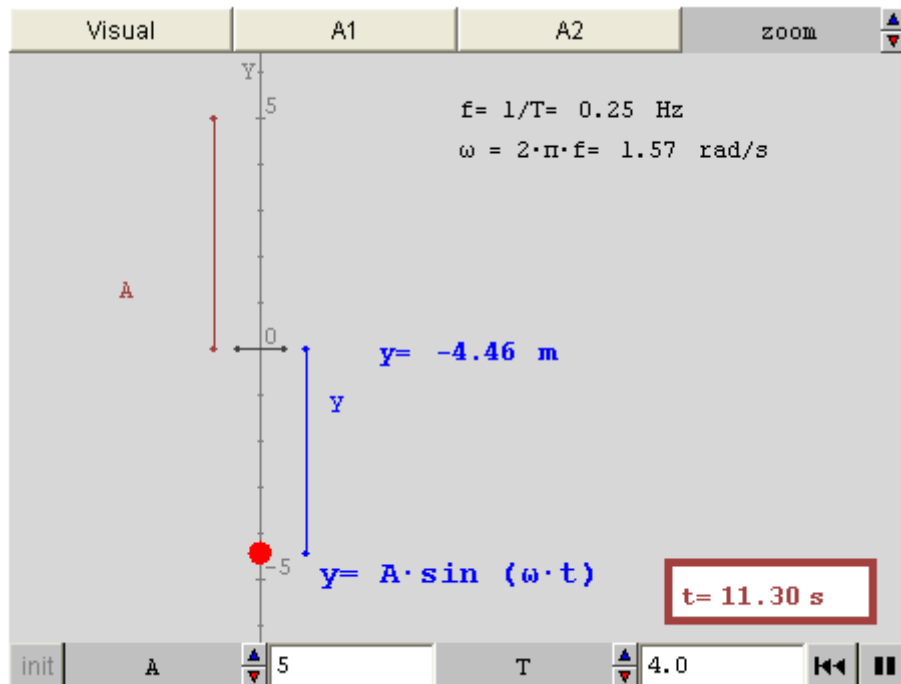 Visual A1 A2 zoom
Y
5
f= 1/T= 0.25 Hz
ω = 2·π·f= 1.57 rad/s
A
0
y= -4.46 m
y
-5
y= A·sin (ω·t)
t= 11.30 s
init A 5 T 4.0